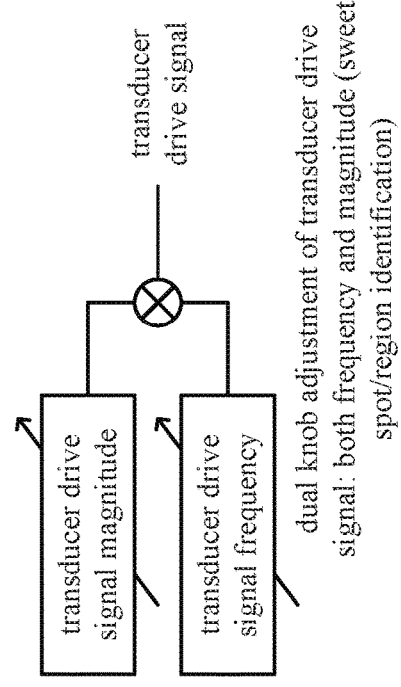 transducer drive
signal magnitude
transducer drive
signal frequency
transducer
drive signal
dual knob adjustment of transducer drive
signal: both frequency and magnitude (sweet
spot/region identification)